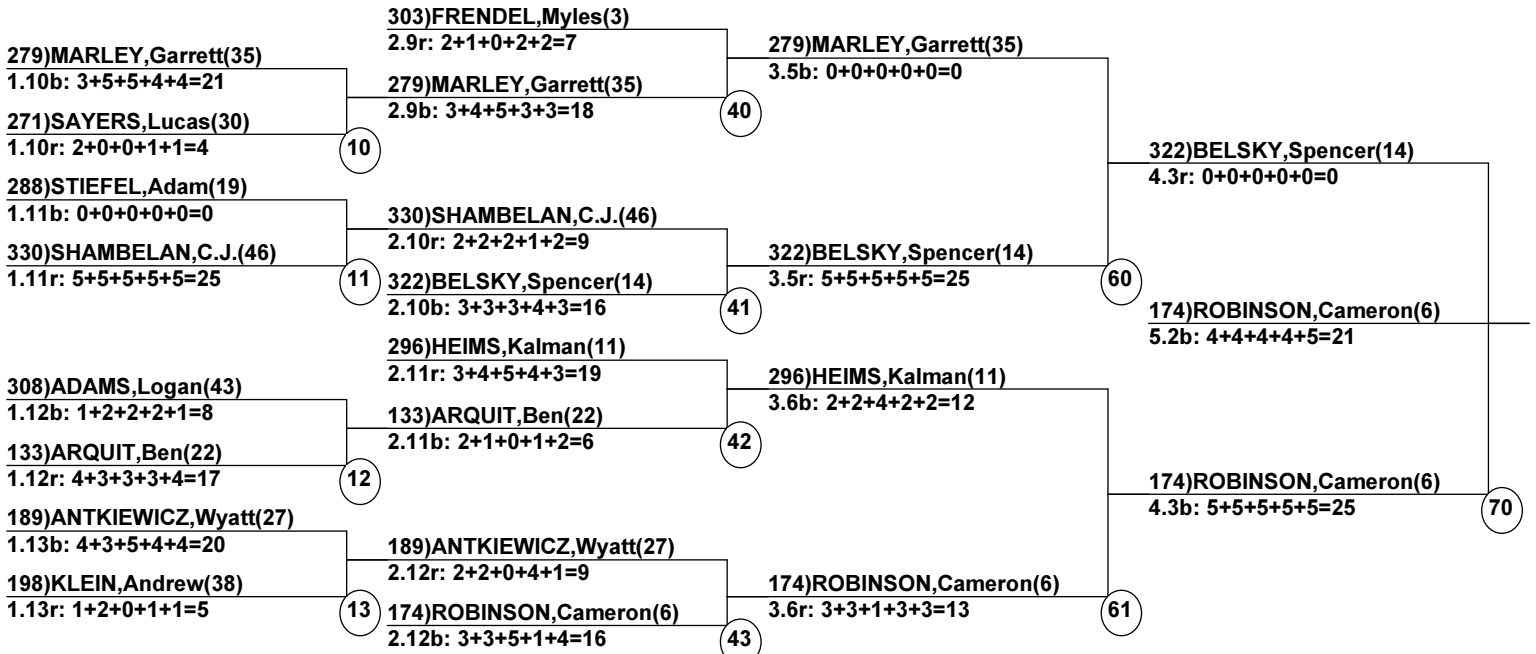 279)MARLEY,Garrett(35)
1.10b: 3+5+5+4+4=21
271)SAYERS,Lucas(30)
1.10r: 2+0+0+1+1=4
10
288)STIEFEL,Adam(19)
1.11b: 0+0+0+0+0=0
330)SHAMBELAN,C.J.(46)
1.11r: 5+5+5+5+5=25
11
308)ADAMS,Logan(43)
1.12b: 1+2+2+2+1=8
133)ARQUIT,Ben(22)
1.12r: 4+3+3+3+4=17
12
189)ANTKIEWICZ,Wyatt(27)
1.13b: 4+3+5+4+4=20
198)KLEIN,Andrew(38)
1.13r: 1+2+0+1+1=5
13
303)FRENDEL,Myles(3)
2.9r: 2+1+0+2+2=7
279)MARLEY,Garrett(35)
2.9b: 3+4+5+3+3=18
40
330)SHAMBELAN,C.J.(46)
2.10r: 2+2+2+1+2=9
322)BELSKY,Spencer(14)
2.10b: 3+3+3+4+3=16
41
296)HEIMS,Kalman(11)
2.11r: 3+4+5+4+3=19
133)ARQUIT,Ben(22)
2.11b: 2+1+0+1+2=6
42
189)ANTKIEWICZ,Wyatt(27)
2.12r: 2+2+0+4+1=9
174)ROBINSON,Cameron(6)
2.12b: 3+3+5+1+4=16
43
279)MARLEY,Garrett(35)
3.5b: 0+0+0+0+0=0
322)BELSKY,Spencer(14)
3.5r: 5+5+5+5+5=25
60
296)HEIMS,Kalman(11)
3.6b: 2+2+4+2+2=12
174)ROBINSON,Cameron(6)
3.6r: 3+3+1+3+3=13
61
322)BELSKY,Spencer(14)
4.3r: 0+0+0+0+0=0
174)ROBINSON,Cameron(6)
4.3b: 5+5+5+5+5=25
70
174)ROBINSON,Cameron(6)
5.2b: 4+4+4+4+5=21